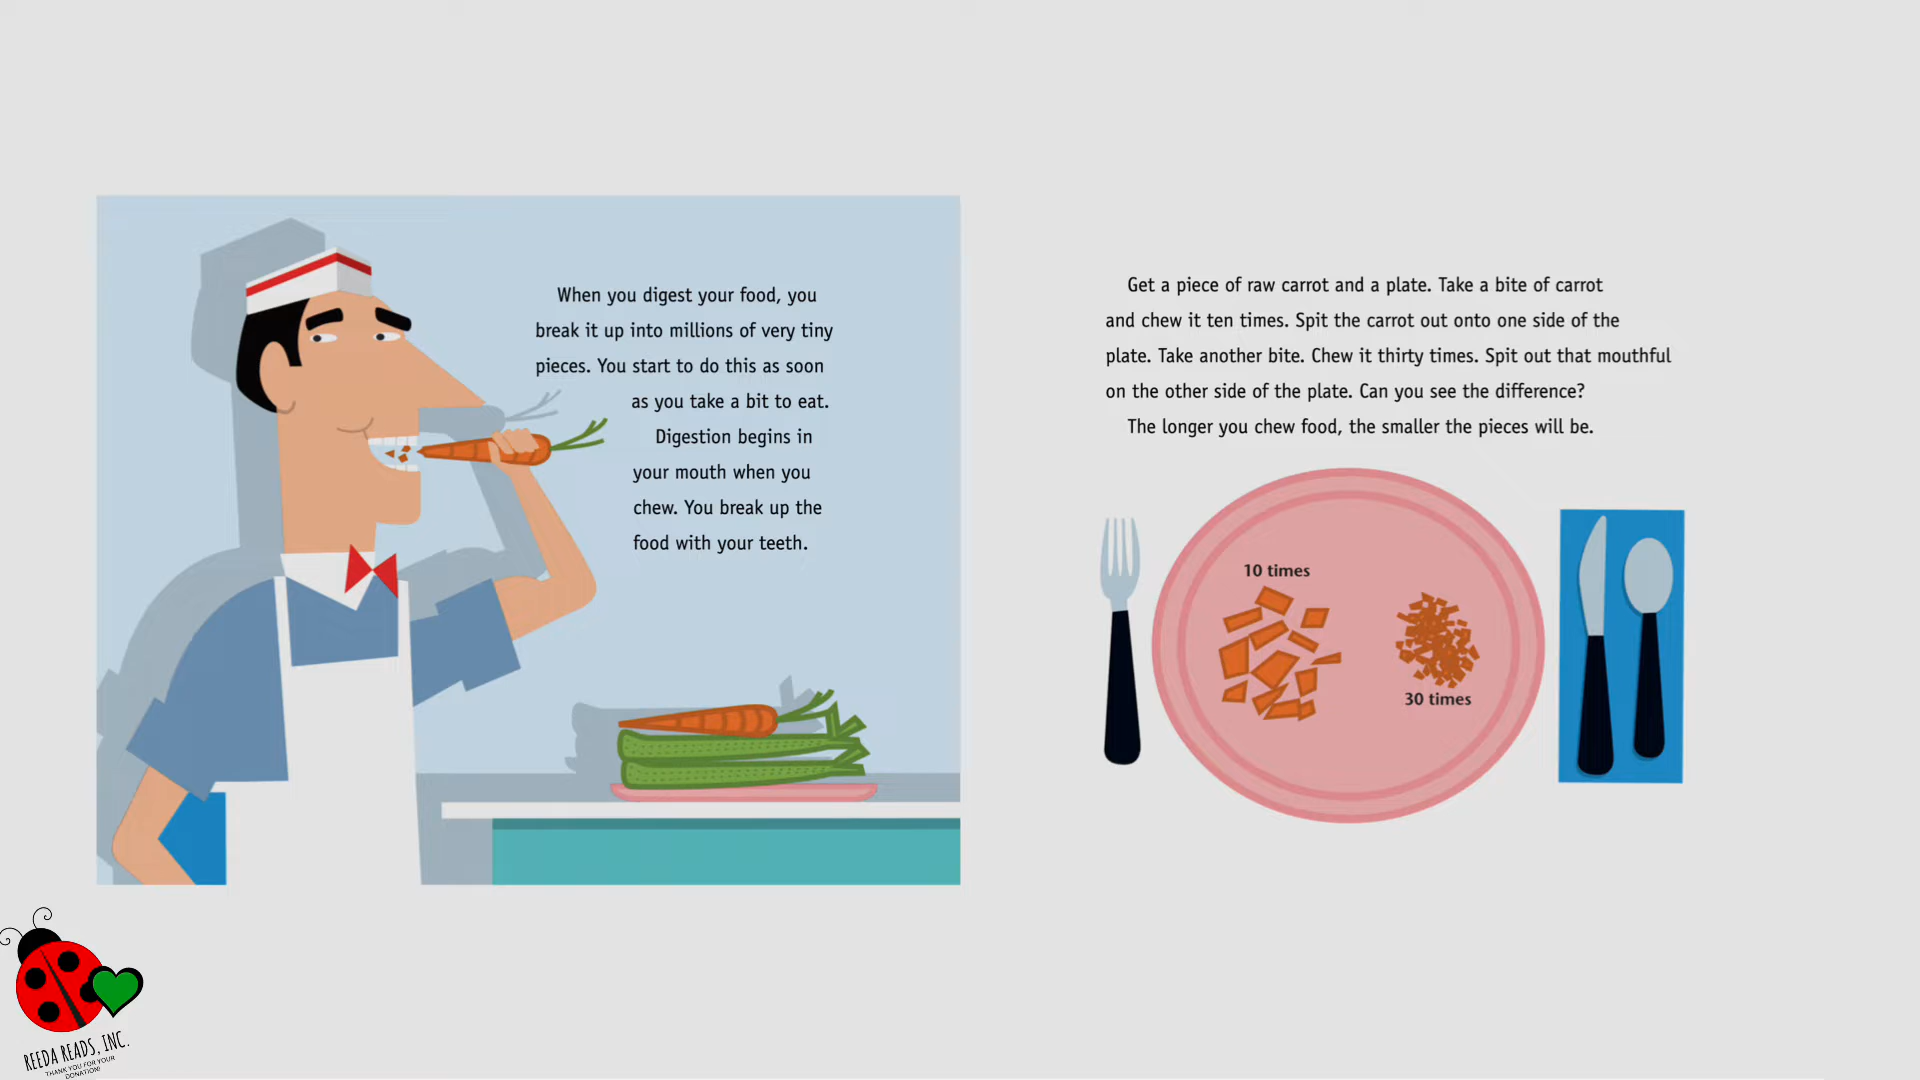 When you digest your food, you
break it up into millions of very tiny
pieces. You start to do this as soon
as you take a bit to eat.
Digestion begins in
your mouth when you
chew. You break up the
food with your teeth.
Get a piece of raw carrot and a plate. Take a bite of carrot
and chew it ten times. Spit the carrot out onto one side of the
plate. Take another bite. Chew it thirty times. Spit out that mouthful
on the other side of the plate. Can you see the difference?
The longer you chew food, the smaller the pieces will be.
10 times
30 times
REEDA READS, INC.
THANK YOU FOR YOUR
DONATION!